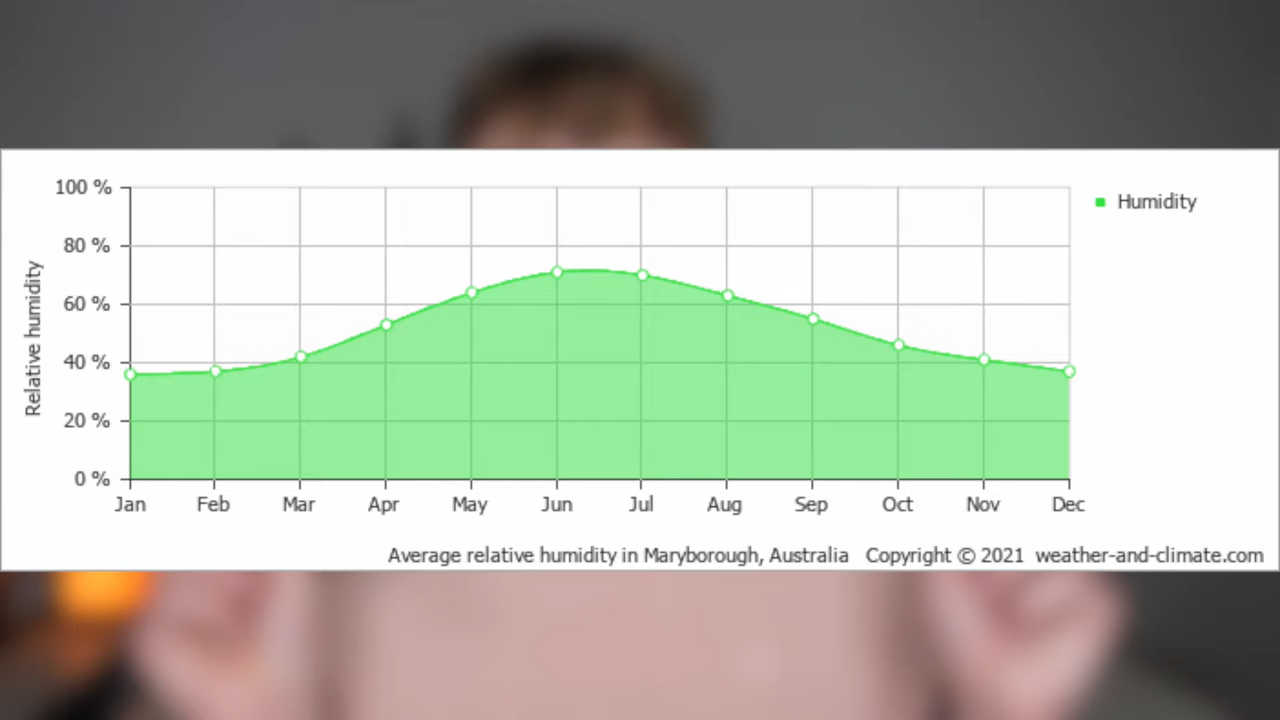 100 %
Humidity
80 %
60 %
40 %
20 %
0 %
Relative humidity
Jan Feb Mar Apr May Jun Jul Aug Sep Oct Nov Dec
Average relative humidity in Maryborough, Australia Copyright © 2021 weather-and-climate.com